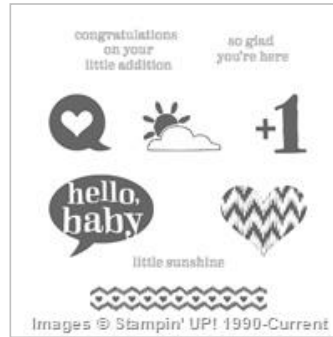 congratulations
on your
little addition
so glad
you're here
+1
hello,
baby
little sunshine
Images © Stampin' UP! 1990-Current